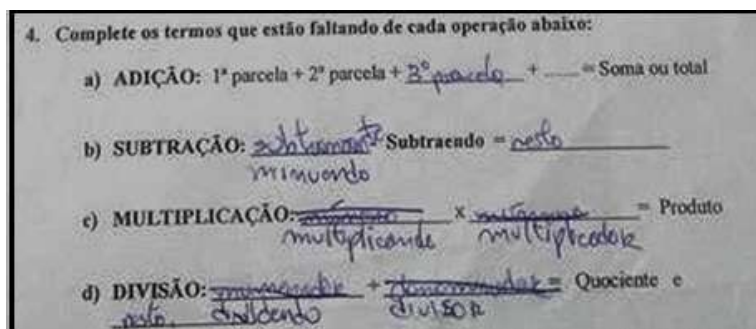 4. Complete os termos que estão faltando de cada operação abaixo:
a) ADIÇÃO: 1ª parcela + 2ª parcela + 3ª parcela + ____ = Soma ou total
b) SUBTRAÇÃO: Subtraendo = resto
minuendo
c) MULTIPLICAÇÃO: x = Produto
multiplicando multiplicador
d) DIVISÃO: ÷ = Quociente e
resto dividendo divisor